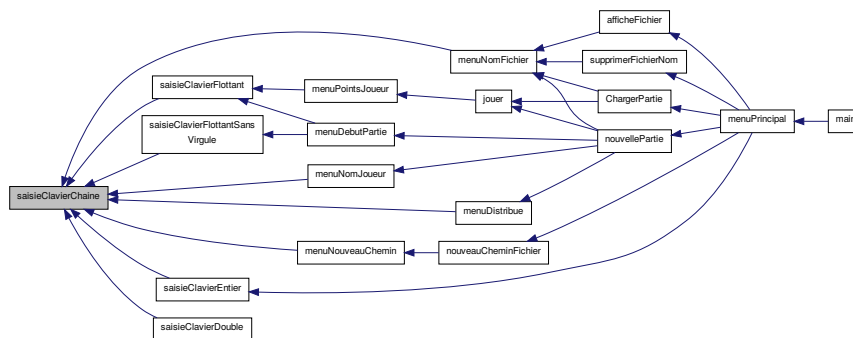 afficheFichier
menuNomFichier
supprimerFichierNom
saisieClavierFlottant
menuPointsJoueur
jouer
ChargerPartie
menuPrincipal
main
saisieClavierFlottantSans
Virgule
menuDebutPartie
nouvellePartie
menuNomJoueur
saisieClavierChaine
menuDistribue
menuNouveauChemin
nouveauCheminFichier
saisieClavierEntier
saisieClavierDouble